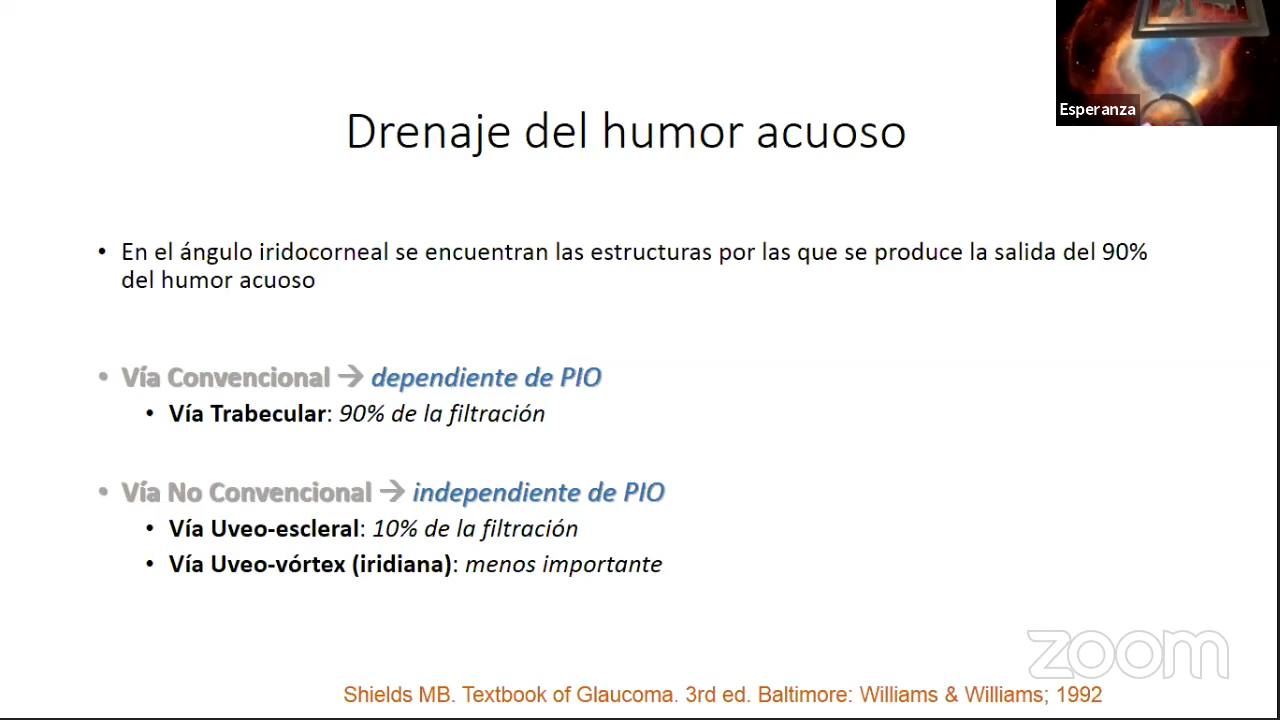 Esperanza
Drenaje del humor acuoso
• En el ángulo iridocorneal se encuentran las estructuras por las que se produce la salida del 90%
del humor acuoso
• Vía Convencional → dependiente de PIO
• Vía Trabecular: 90% de la filtración
• Vía No Convencional → independiente de PIO
• Vía Uveo-escleral: 10% de la filtración
• Vía Uveo-vórtex (iridiana): menos importante
zoom
Shields MB. Textbook of Glaucoma. 3rd ed. Baltimore: Williams & Williams; 1992